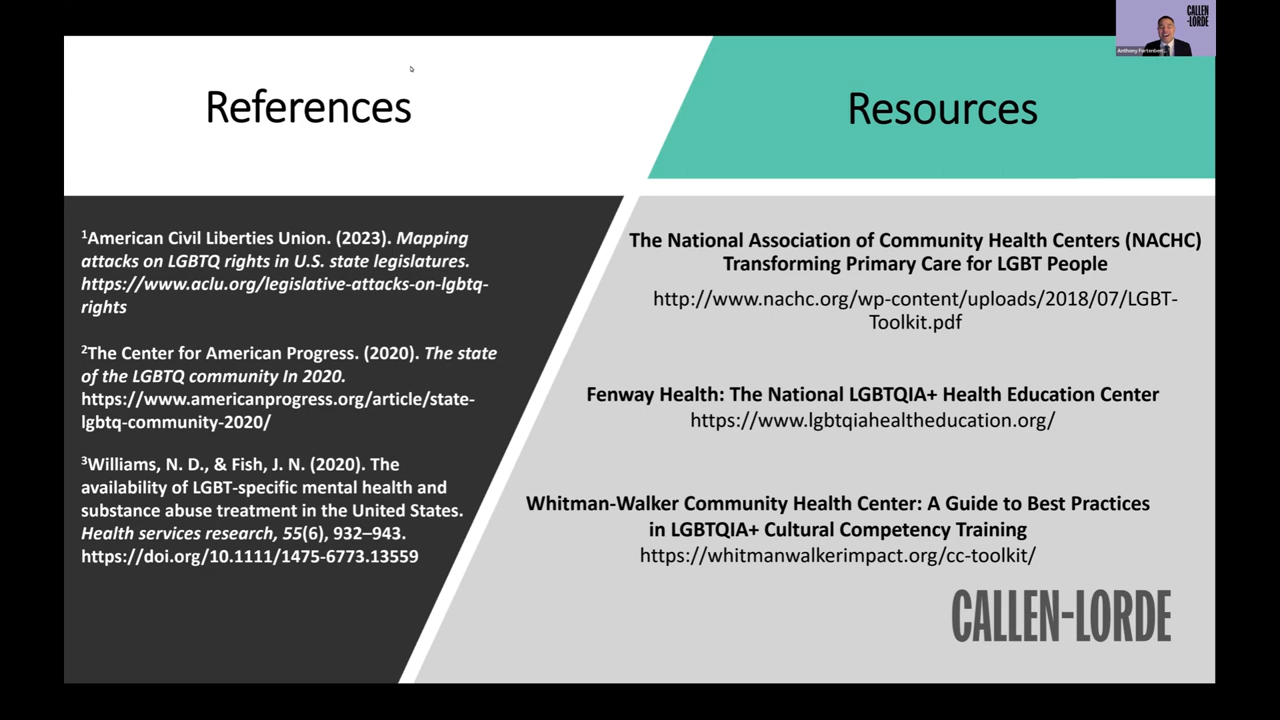 CALLEN
-LORDE
References
Resources
¹American Civil Liberties Union. (2023). Mapping
attacks on LGBTQ rights in U.S. state legislatures.
https://www.aclu.org/legislative-attacks-on-lgbtq-
rights
²The Center for American Progress. (2020). The state
of the LGBTQ community In 2020.
https://www.americanprogress.org/article/state-
lgbtq-community-2020/
³Williams, N. D., & Fish, J. N. (2020). The
availability of LGBT-specific mental health and
substance abuse treatment in the United States.
Health services research, 55(6), 932–943.
https://doi.org/10.1111/1475-6773.13559
The National Association of Community Health Centers (NACHC)
Transforming Primary Care for LGBT People
http://www.nachc.org/wp-content/uploads/2018/07/LGBT-
Toolkit.pdf
Fenway Health: The National LGBTQIA+ Health Education Center
https://www.lgbtqiahealtheducation.org/
Whitman-Walker Community Health Center: A Guide to Best Practices
in LGBTQIA+ Cultural Competency Training
https://whitmanwalkerimpact.org/cc-toolkit/
CALLEN-LORDE